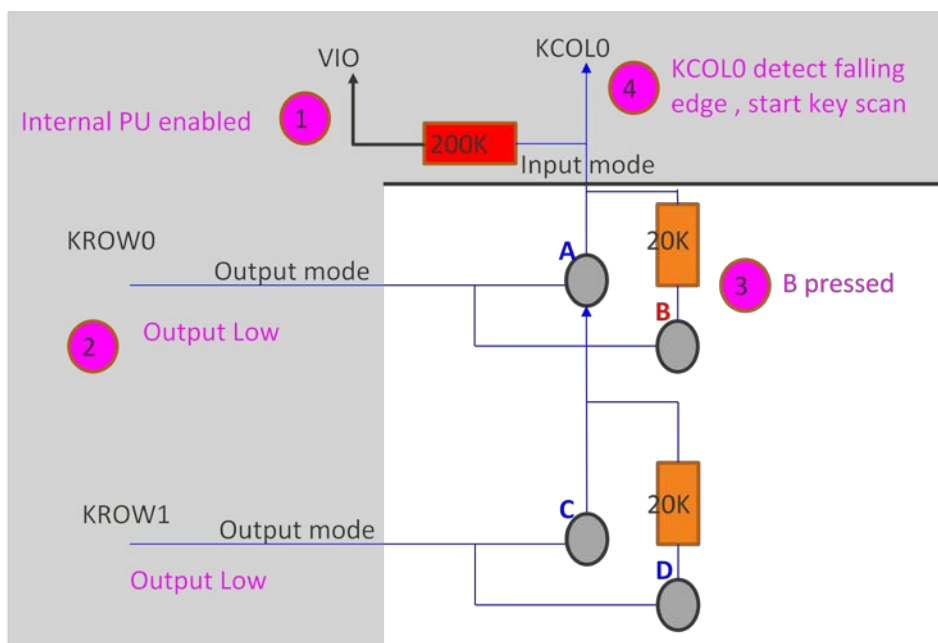 VIO
KCOL0
4
KCOL0 detect falling
edge , start key scan
1
Internal PU enabled
200K
Input mode
KROW0
A
20K
Output mode
3
B pressed
B
2
Output Low
KROW1
C
20K
Output mode
D
Output Low